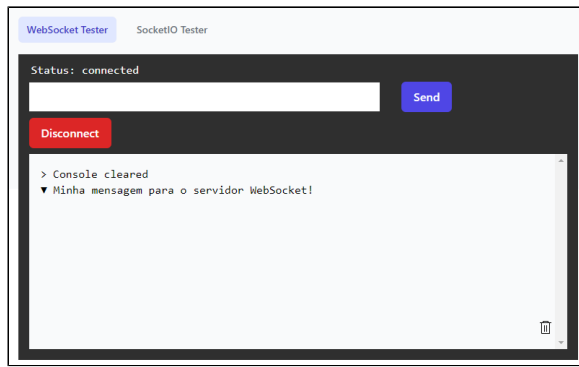 WebSocket Tester SocketIO Tester
Status: connected
Send
Disconnect
> Console cleared
▼ Minha mensagem para o servidor WebSocket!